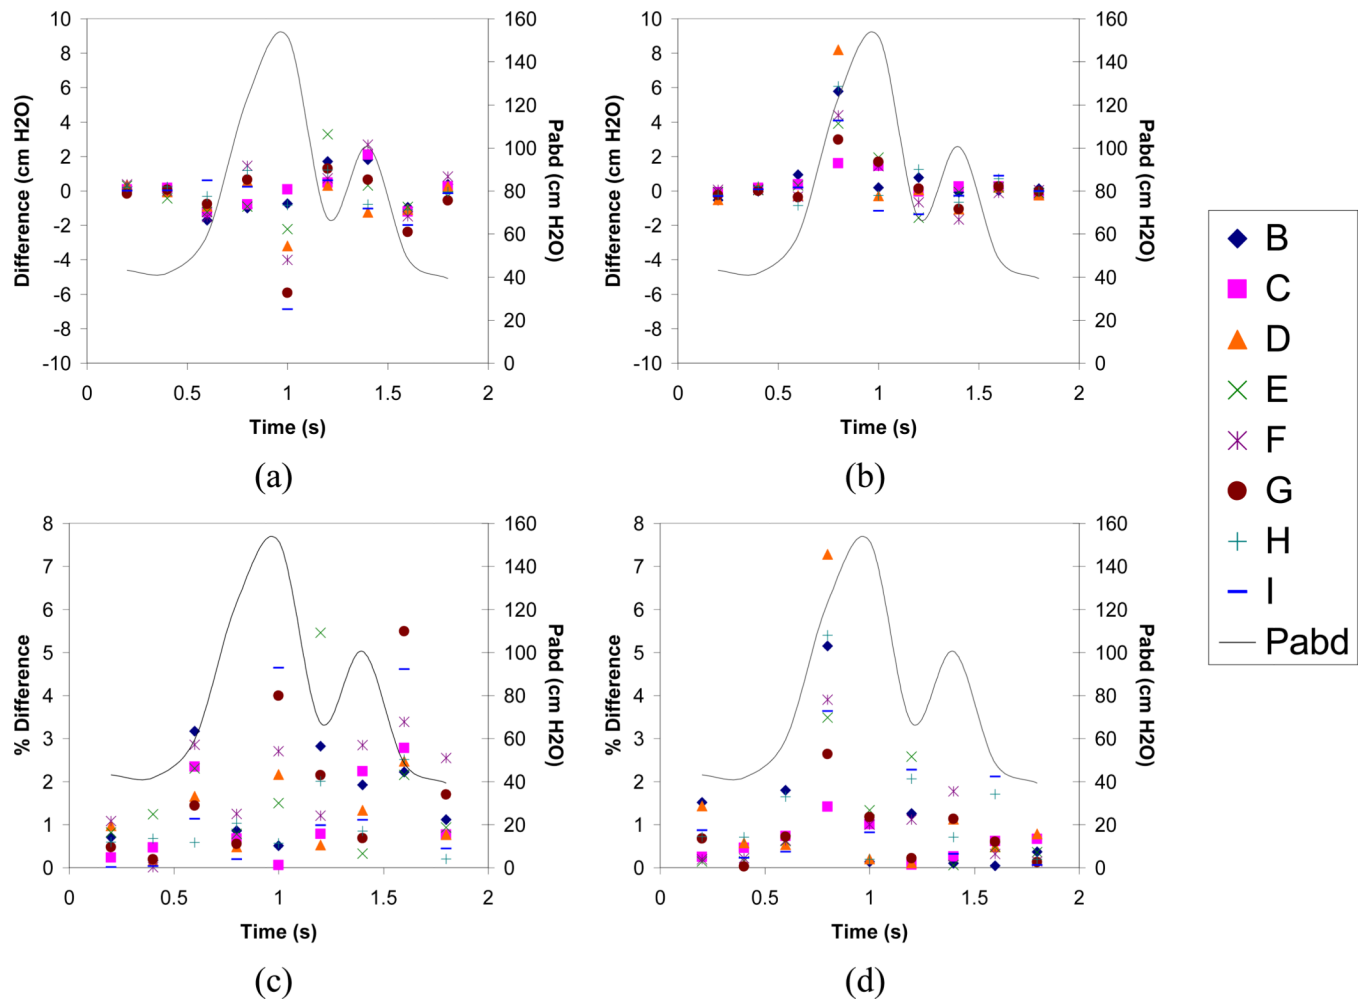 10
8
6
4
2
0
-2
-4
-6
-8
-10
Difference (cm H2O)
160
140
120
100
80
60
40
20
0
Pabd (cm H2O)
0 0.5 1 1.5 2
Time (s)
(a)
10
8
6
4
2
0
-2
-4
-6
-8
-10
Difference (cm H2O)
160
140
120
100
80
60
40
20
0
Pabd (cm H2O)
0 0.5 1 1.5 2
Time (s)
(b)
8
7
6
5
4
3
2
1
0
% Difference
160
140
120
100
80
60
40
20
0
Pabd (cm H2O)
0 0.5 1 1.5 2
Time (s)
(c)
8
7
6
5
4
3
2
1
0
% Difference
160
140
120
100
80
60
40
20
0
Pabd (cm H2O)
0 0.5 1 1.5 2
Time (s)
(d)
B
C
D
E
F
G
H
I
Pabd